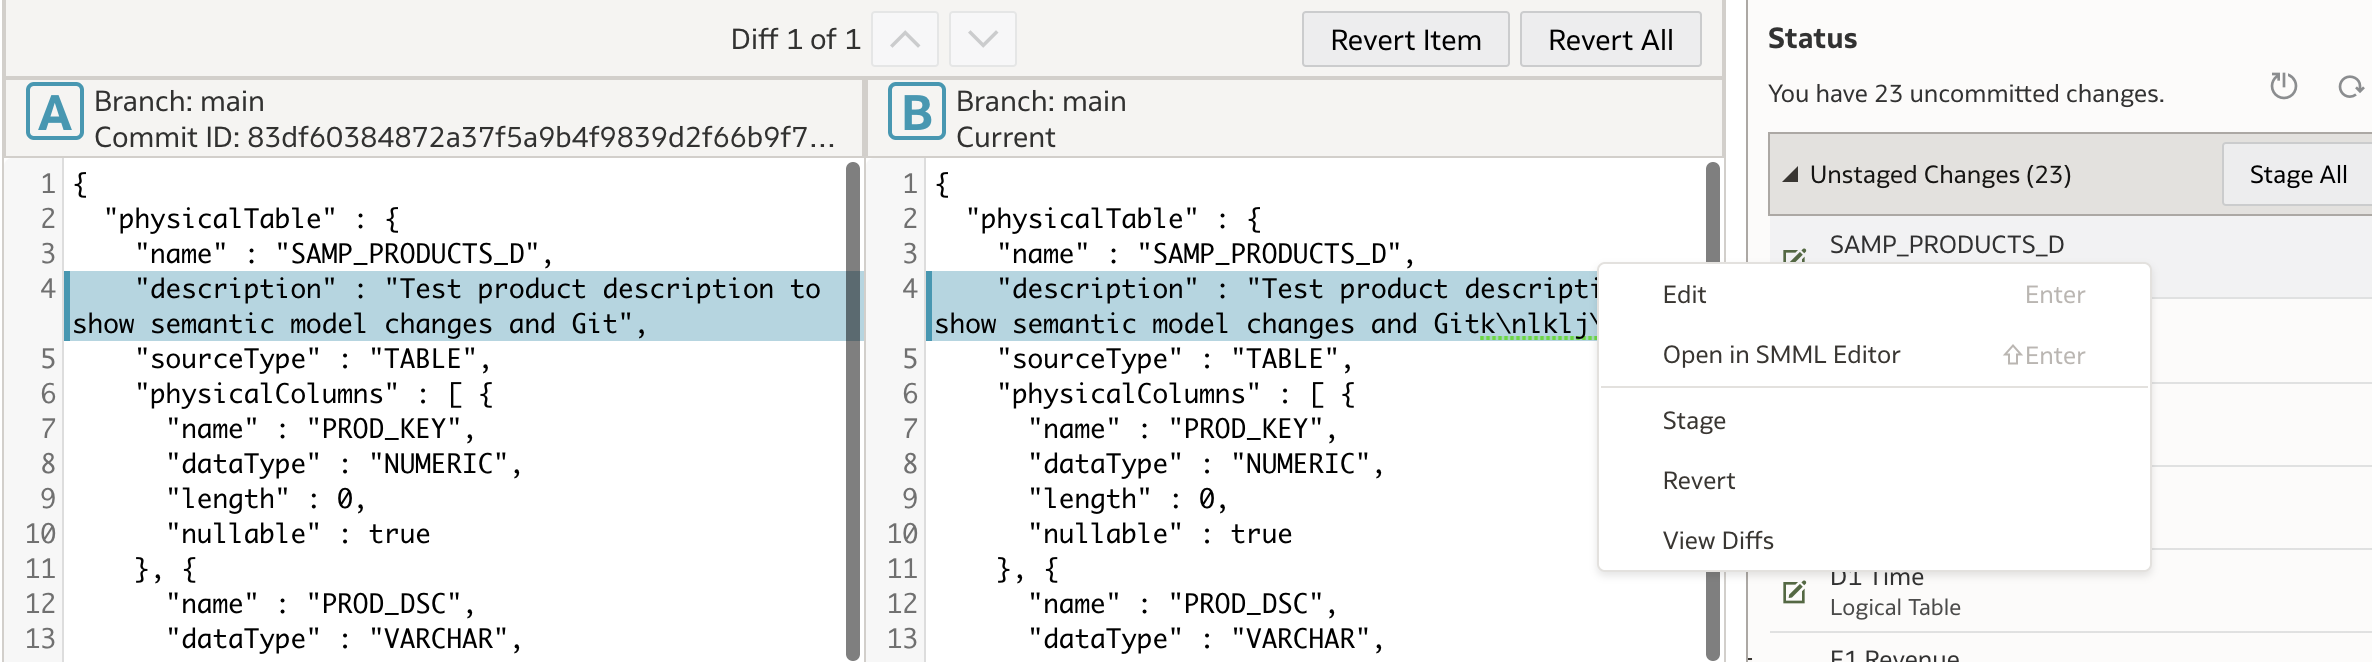 Diff 1 of 1
Revert Item
Revert All
A
Branch: main
Commit ID: 83df60384872a37f5a9b4f9839d2f66b9f7...
1 {
2 "physicalTable" : {
3 "name" : "SAMP_PRODUCTS_D",
4 "description" : "Test product description to
show semantic model changes and Git",
5 "sourceType" : "TABLE",
6 "physicalColumns" : [ {
7 "name" : "PROD_KEY",
8 "dataType" : "NUMERIC",
9 "length" : 0,
10 "nullable" : true
11 }, {
12 "name" : "PROD_DSC",
13 "dataType" : "VARCHAR",
B
Branch: main
Current
1 {
2 "physicalTable" : {
3 "name" : "SAMP_PRODUCTS_D",
4 "description" : "Test product descripti
show semantic model changes and Gitk\nlklj\
5 "sourceType" : "TABLE",
6 "physicalColumns" : [ {
7 "name" : "PROD_KEY",
8 "dataType" : "NUMERIC",
9 "length" : 0,
10 "nullable" : true
11 }, {
12 "name" : "PROD_DSC",
13 "dataType" : "VARCHAR",
Status
You have 23 uncommitted changes.
Unstaged Changes (23)
Stage All
SAMP_PRODUCTS_D
Edit Enter
Open in SMML Editor ⇧Enter
Stage
Revert
View Diffs
D1 Time
Logical Table
F1 Revenue